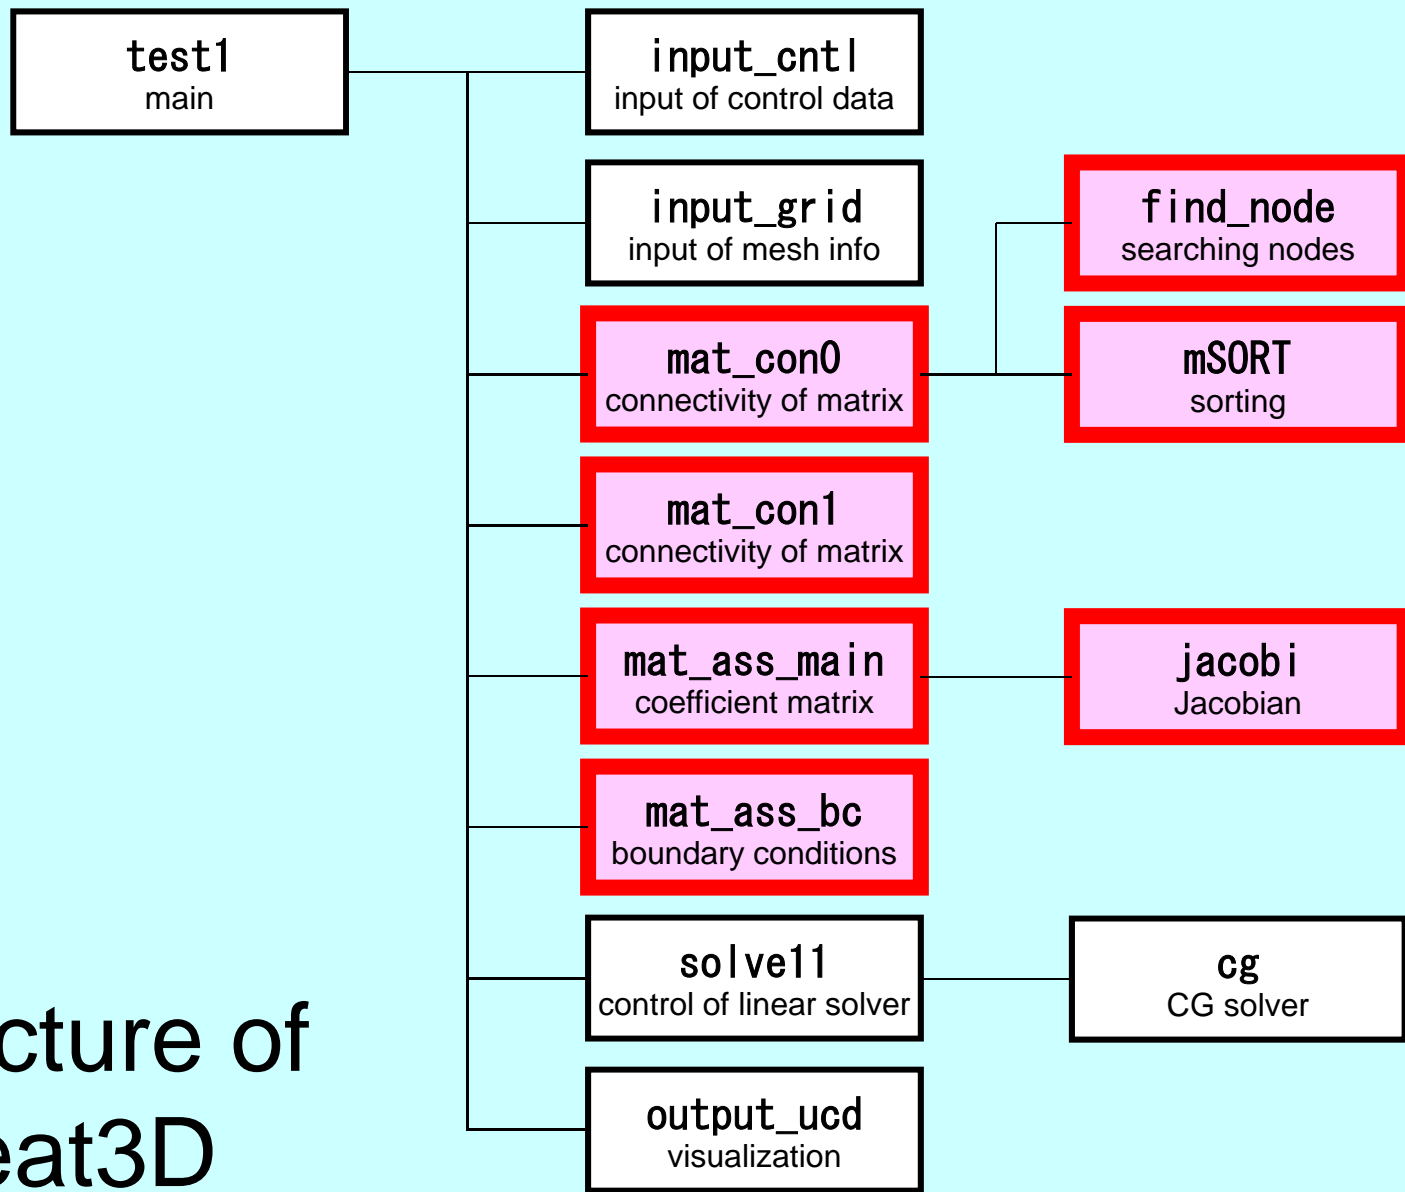 test1
main
input_cntl
input of control data
input_grid
input of mesh info
find_node
searching nodes
mat_con0
connectivity of matrix
mSORT
sorting
mat_con1
connectivity of matrix
mat_ass_main
coefficient matrix
jacobi
Jacobian
mat_ass_bc
boundary conditions
solve11
control of linear solver
cg
CG solver
output_ucd
visualization
cture of
eat3D